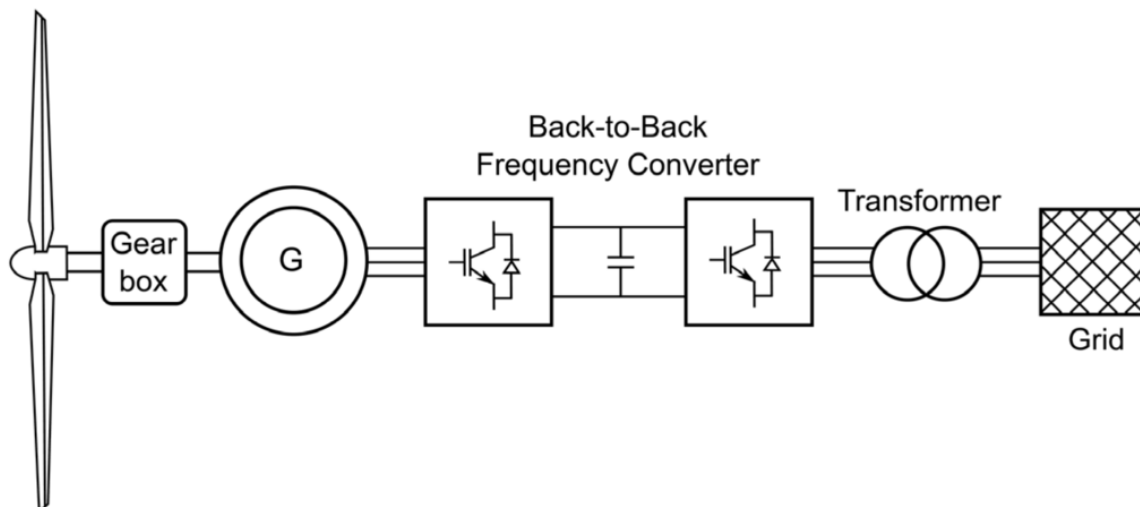 Back-to-Back
Frequency Converter
Transformer
Gear
box
G
Grid